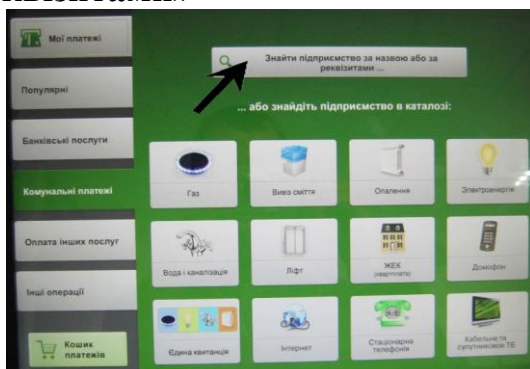 Мої платежі
Популярні
Банківські послуги
Комунальні платежі
Оплата інших послуг
Інші операції
Кошик
платежів
Знайти підприємство за назвою або за
реквізитами ...
... або знайдіть підприємство в каталозі:
Газ
Вивіз сміття
Опалення
Электроенергія
Вода і каналізація
Ліфт
ЖЕК
(квартплата)
Домофон
Єдина квитанція
Інтернет
Стаціонарна
телефонія
Кабельне та
супутникове ТБ